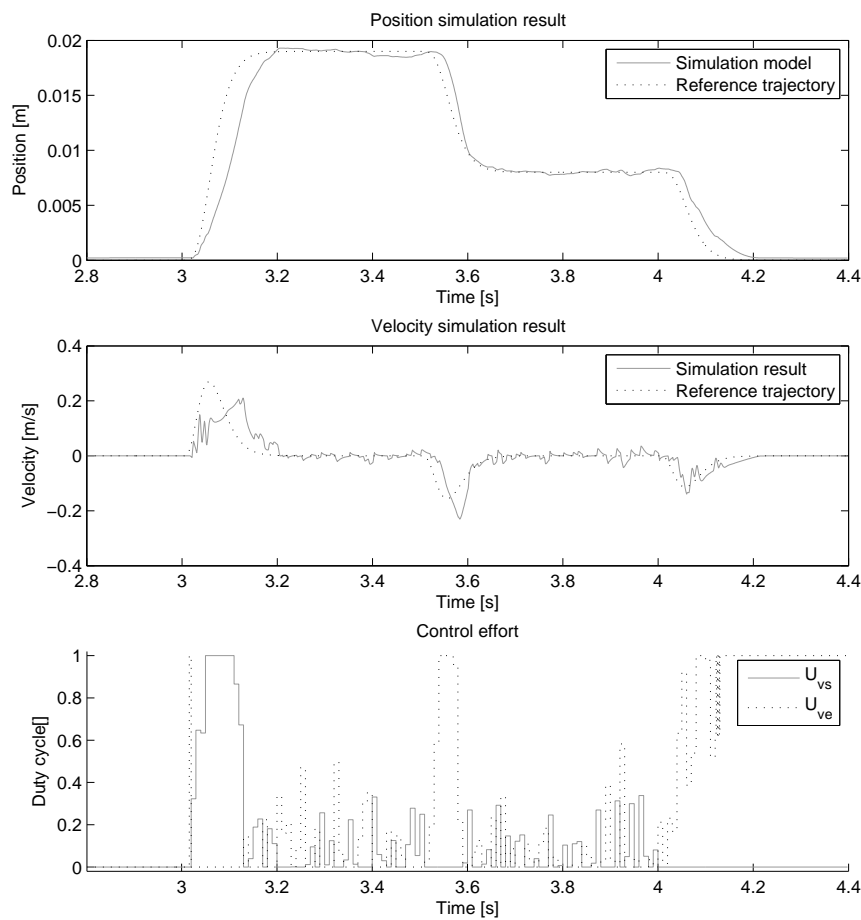 Position simulation result
0.02
0.015
0.01
0.005
0
Position [m]
Simulation model
Reference trajectory
2.8 3 3.2 3.4 3.6 3.8 4 4.2 4.4
Time [s]
Velocity simulation result
0.4
0.2
0
−0.2
−0.4
Velocity [m/s]
Simulation result
Reference trajectory
2.8 3 3.2 3.4 3.6 3.8 4 4.2 4.4
Time [s]
Control effort
1
0.8
0.6
0.4
0.2
0
Duty cycle[]
U_vs
U_ve
2.8 3 3.2 3.4 3.6 3.8 4 4.2 4.4
Time [s]